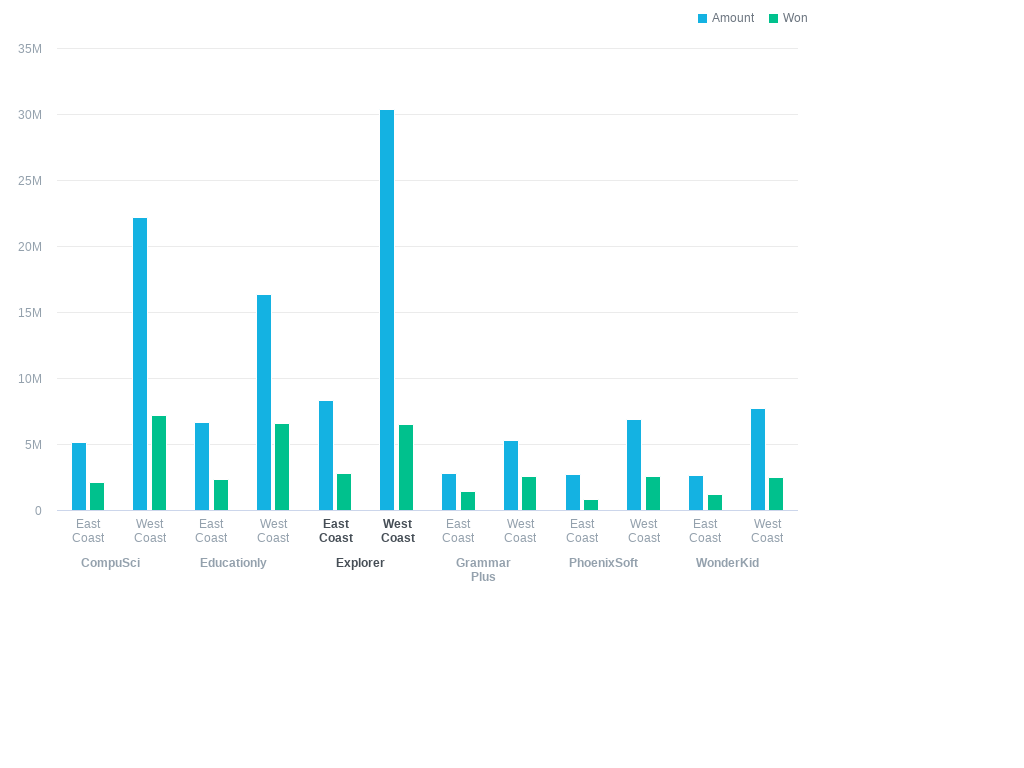 Amount Won
35M
30M
25M
20M
15M
10M
5M
0
East West East West East West East West East West East West
Coast Coast Coast Coast Coast Coast Coast Coast Coast Coast Coast Coast
CompuSci Educationly Explorer Grammar PhoenixSoft WonderKid
Plus